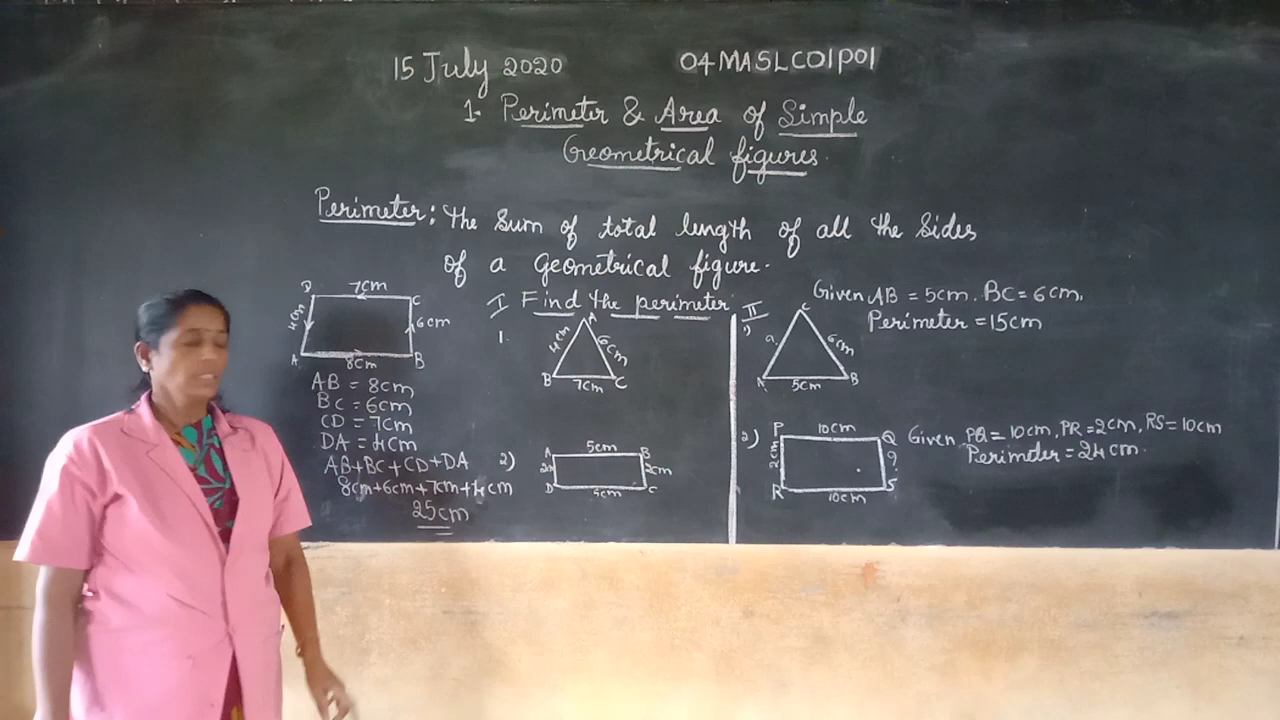 15 July 2020 04MASLC01P01
1. Perimeter & Area of Simple
Geometrical figures.
Perimeter: The Sum of total length of all the Sides
of a Geometrical figure.
D 7cm C
4cm 6cm
A 8cm B
AB = 8cm
BC = 6cm
CD = 7cm
DA = 4cm
AB+BC+CD+DA
8cm+6cm+7cm+4cm
25cm
I Find the perimeter
1. A
4cm 6cm
B 7cm C
2) A 5cm B
2cm 2cm
D 5cm C
II Given AB = 5cm. BC = 6cm,
Perimeter = 15cm
1) C
a. 6cm
A 5cm B
2) P 10cm Q
2cm ?
R 10cm S
Given PQ = 10cm, PR = 2cm, RS = 10cm
Perimeter = 24cm.